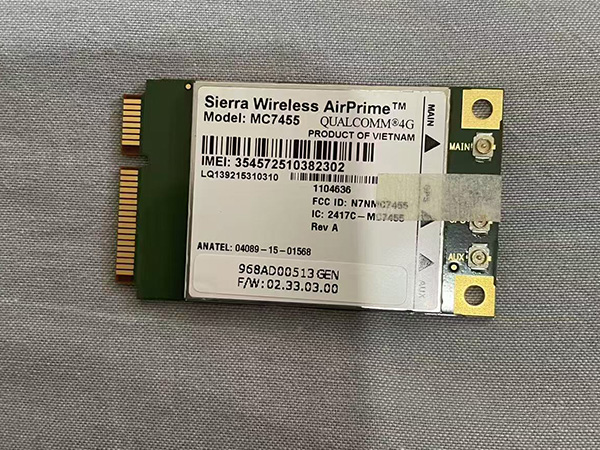 Sierra Wireless AirPrime™
Model: MC7455 QUALCOMM®4G
PRODUCT OF VIETNAM
IMEI: 354572510382302
LQ139215310310
1104636
FCC ID: N7NMC7455
IC: 2417C-MC7455
Rev A
ANATEL: 04089-15-01568
968AD00513 GEN
F/W: 02.33.03.00
MAIN
GPS
AUX
MAIN
AUX